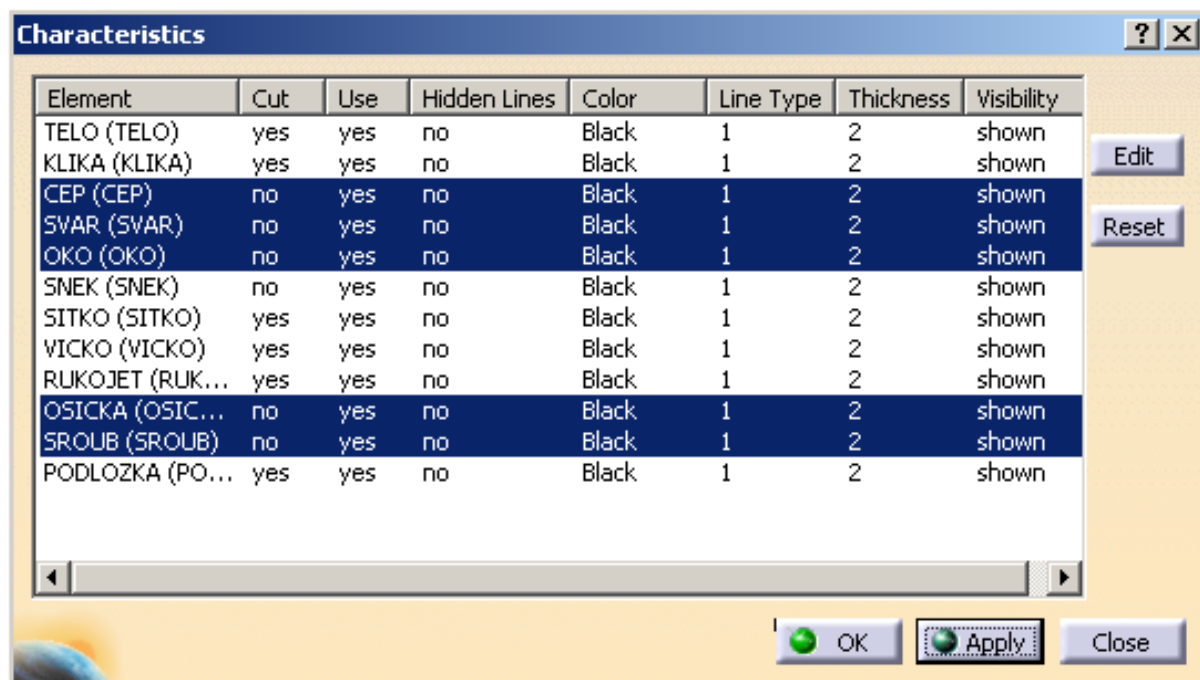 Characteristics
Element Cut Use Hidden Lines Color Line Type Thickness Visibility
TELO (TELO) yes yes no Black 1 2 shown
KLIKA (KLIKA) yes yes no Black 1 2 shown
CEP (CEP) no yes no Black 1 2 shown
SVAR (SVAR) no yes no Black 1 2 shown
OKO (OKO) no yes no Black 1 2 shown
SNEK (SNEK) no yes no Black 1 2 shown
SITKO (SITKO) yes yes no Black 1 2 shown
VICKO (VICKO) yes yes no Black 1 2 shown
RUKOJET (RUK... yes yes no Black 1 2 shown
OSICKA (OSIC... no yes no Black 1 2 shown
SROUB (SROUB) no yes no Black 1 2 shown
PODLOZKA (PO... yes yes no Black 1 2 shown
Edit
Reset
OK Apply Close